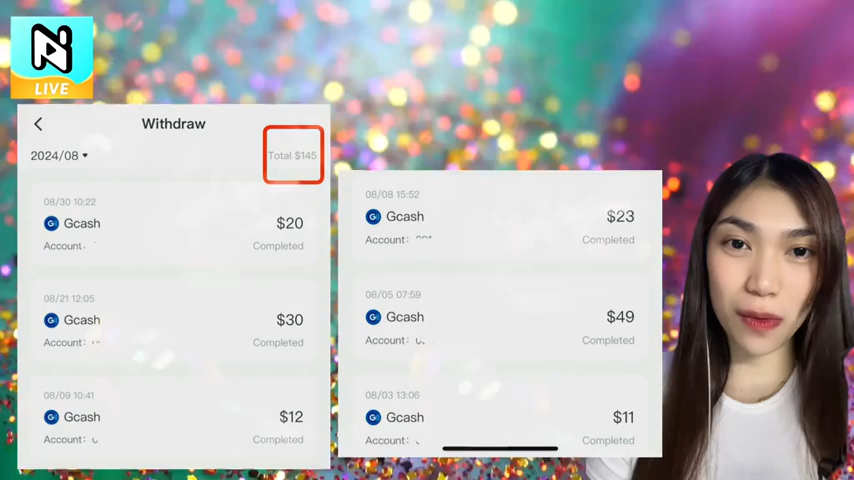 N
LIVE
Withdraw
2024/08
Total $145
08/30 10:22
Gcash
$20
Account:
Completed
08/21 12:05
Gcash
$30
Account:
Completed
08/09 10:41
Gcash
$12
Account:
Completed
08/08 15:52
Gcash
$23
Account:
Completed
08/05 07:59
Gcash
$49
Account:
Completed
08/03 13:06
Gcash
$11
Account:
Completed